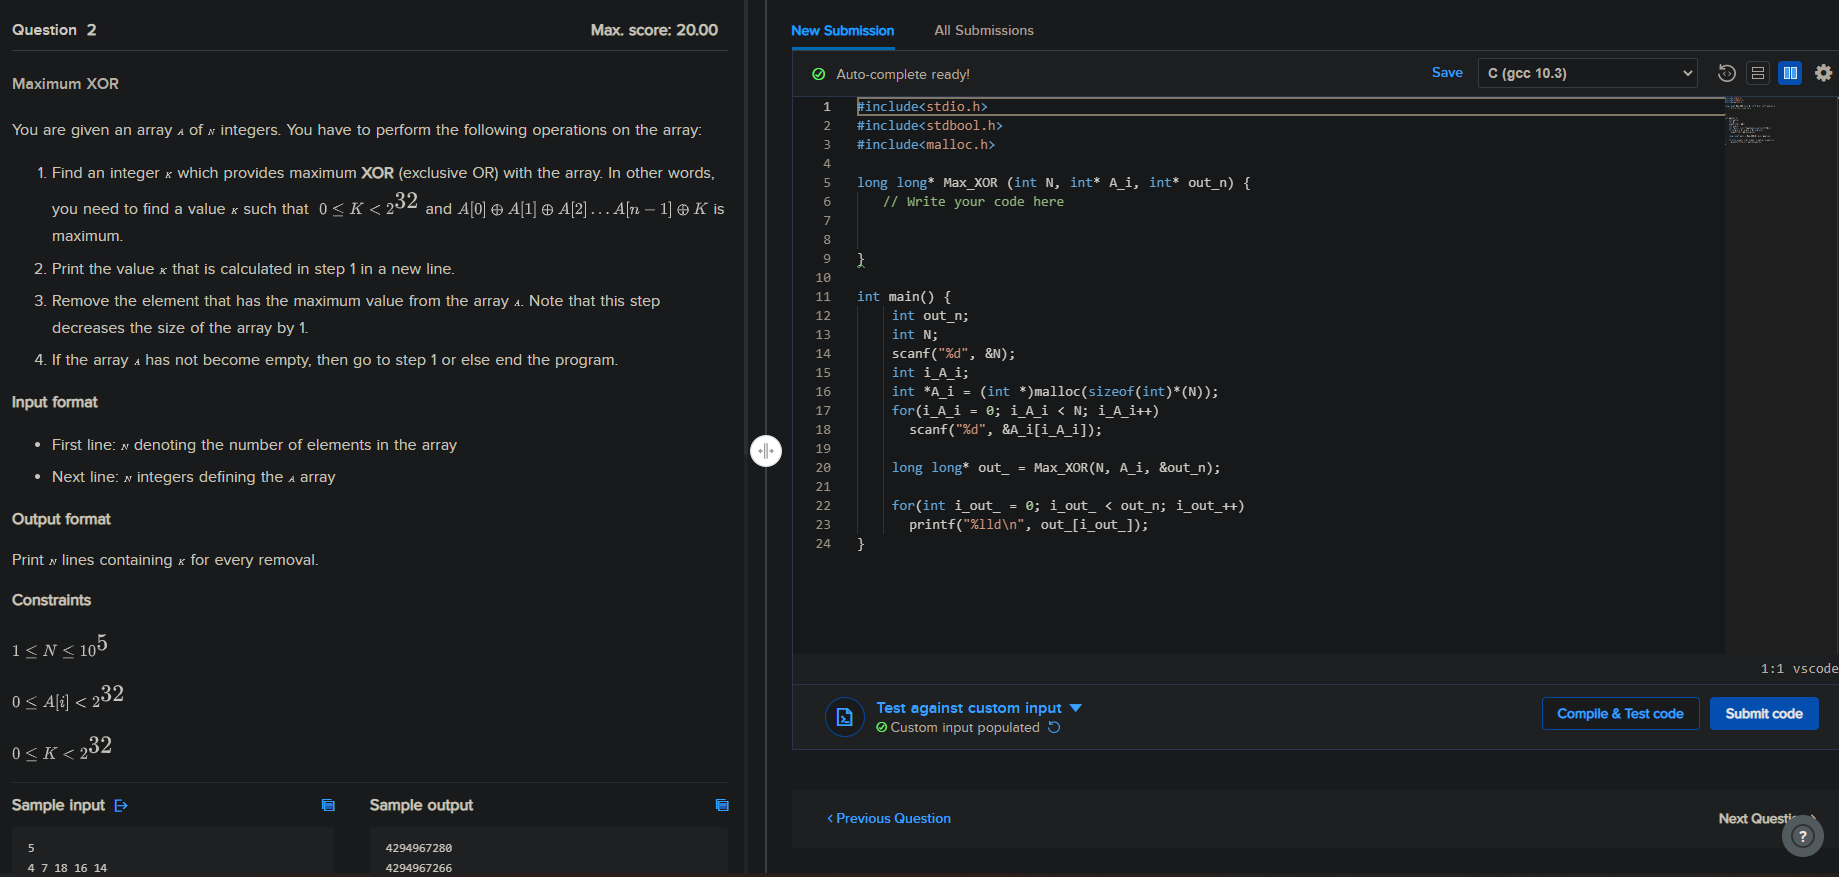 Question 2
Max. score: 20.00
Maximum XOR
You are given an array A of N integers. You have to perform the following operations on the array:
1. Find an integer K which provides maximum XOR (exclusive OR) with the array. In other words,
you need to find a value K such that 0 ≤ K < 2^32 and A[0] ⊕ A[1] ⊕ A[2] … A[n − 1] ⊕ K is
maximum.
2. Print the value K that is calculated in step 1 in a new line.
3. Remove the element that has the maximum value from the array A. Note that this step
decreases the size of the array by 1.
4. If the array A has not become empty, then go to step 1 or else end the program.
Input format
• First line: N denoting the number of elements in the array
• Next line: N integers defining the A array
Output format
Print N lines containing K for every removal.
Constraints
1 ≤ N ≤ 10^5
0 ≤ A[i] < 2^32
0 ≤ K < 2^32
Sample input
5
4 7 18 16 14
Sample output
4294967280
4294967266
New Submission
All Submissions
Auto-complete ready!
Save
C (gcc 10.3)
1 #include<stdio.h>
2 #include<stdbool.h>
3 #include<malloc.h>
4
5 long long* Max_XOR (int N, int* A_i, int* out_n) {
6 // Write your code here
7
8
9 }
10
11 int main() {
12 int out_n;
13 int N;
14 scanf("%d", &N);
15 int i_A_i;
16 int *A_i = (int *)malloc(sizeof(int)*(N));
17 for(i_A_i = 0; i_A_i < N; i_A_i++)
18 scanf("%d", &A_i[i_A_i]);
19
20 long long* out_ = Max_XOR(N, A_i, &out_n);
21
22 for(int i_out_ = 0; i_out_ < out_n; i_out_++)
23 printf("%lld\n", out_[i_out_]);
24 }
1:1 vscode
Test against custom input
Custom input populated
Compile & Test code
Submit code
< Previous Question
Next
?